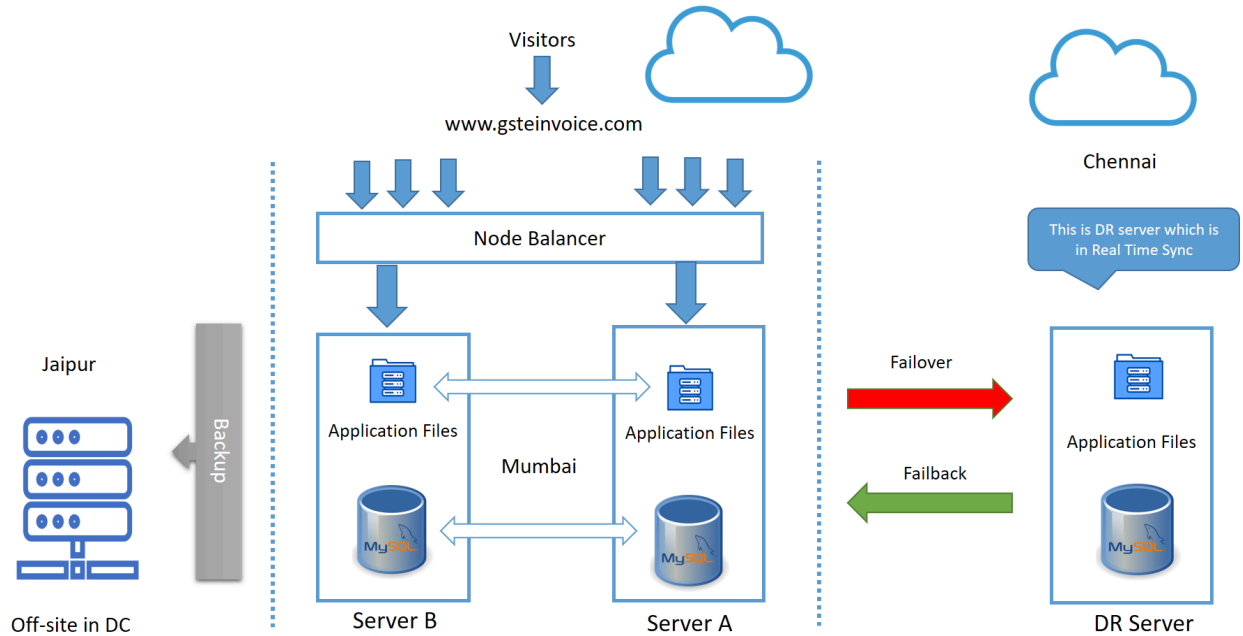 Visitors
www.gsteinvoice.com
Chennai
Node Balancer
This is DR server which is
in Real Time Sync
Jaipur
Backup
Application Files
Application Files
Mumbai
Failover
Application Files
Failback
MySQL
MySQL
MySQL
Off-site in DC
Server B
Server A
DR Server